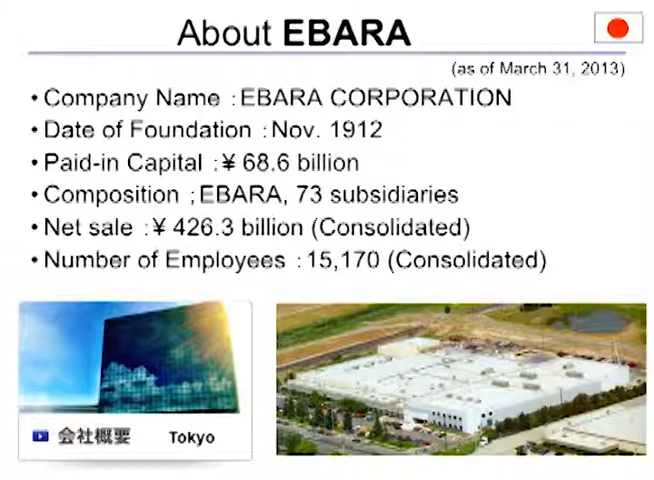 About EBARA
(as of March 31, 2013)
• Company Name : EBARA CORPORATION
• Date of Foundation : Nov. 1912
• Paid-in Capital : ¥ 68.6 billion
• Composition ; EBARA, 73 subsidiaries
• Net sale : ¥ 426.3 billion (Consolidated)
• Number of Employees : 15,170 (Consolidated)
会社概要 Tokyo